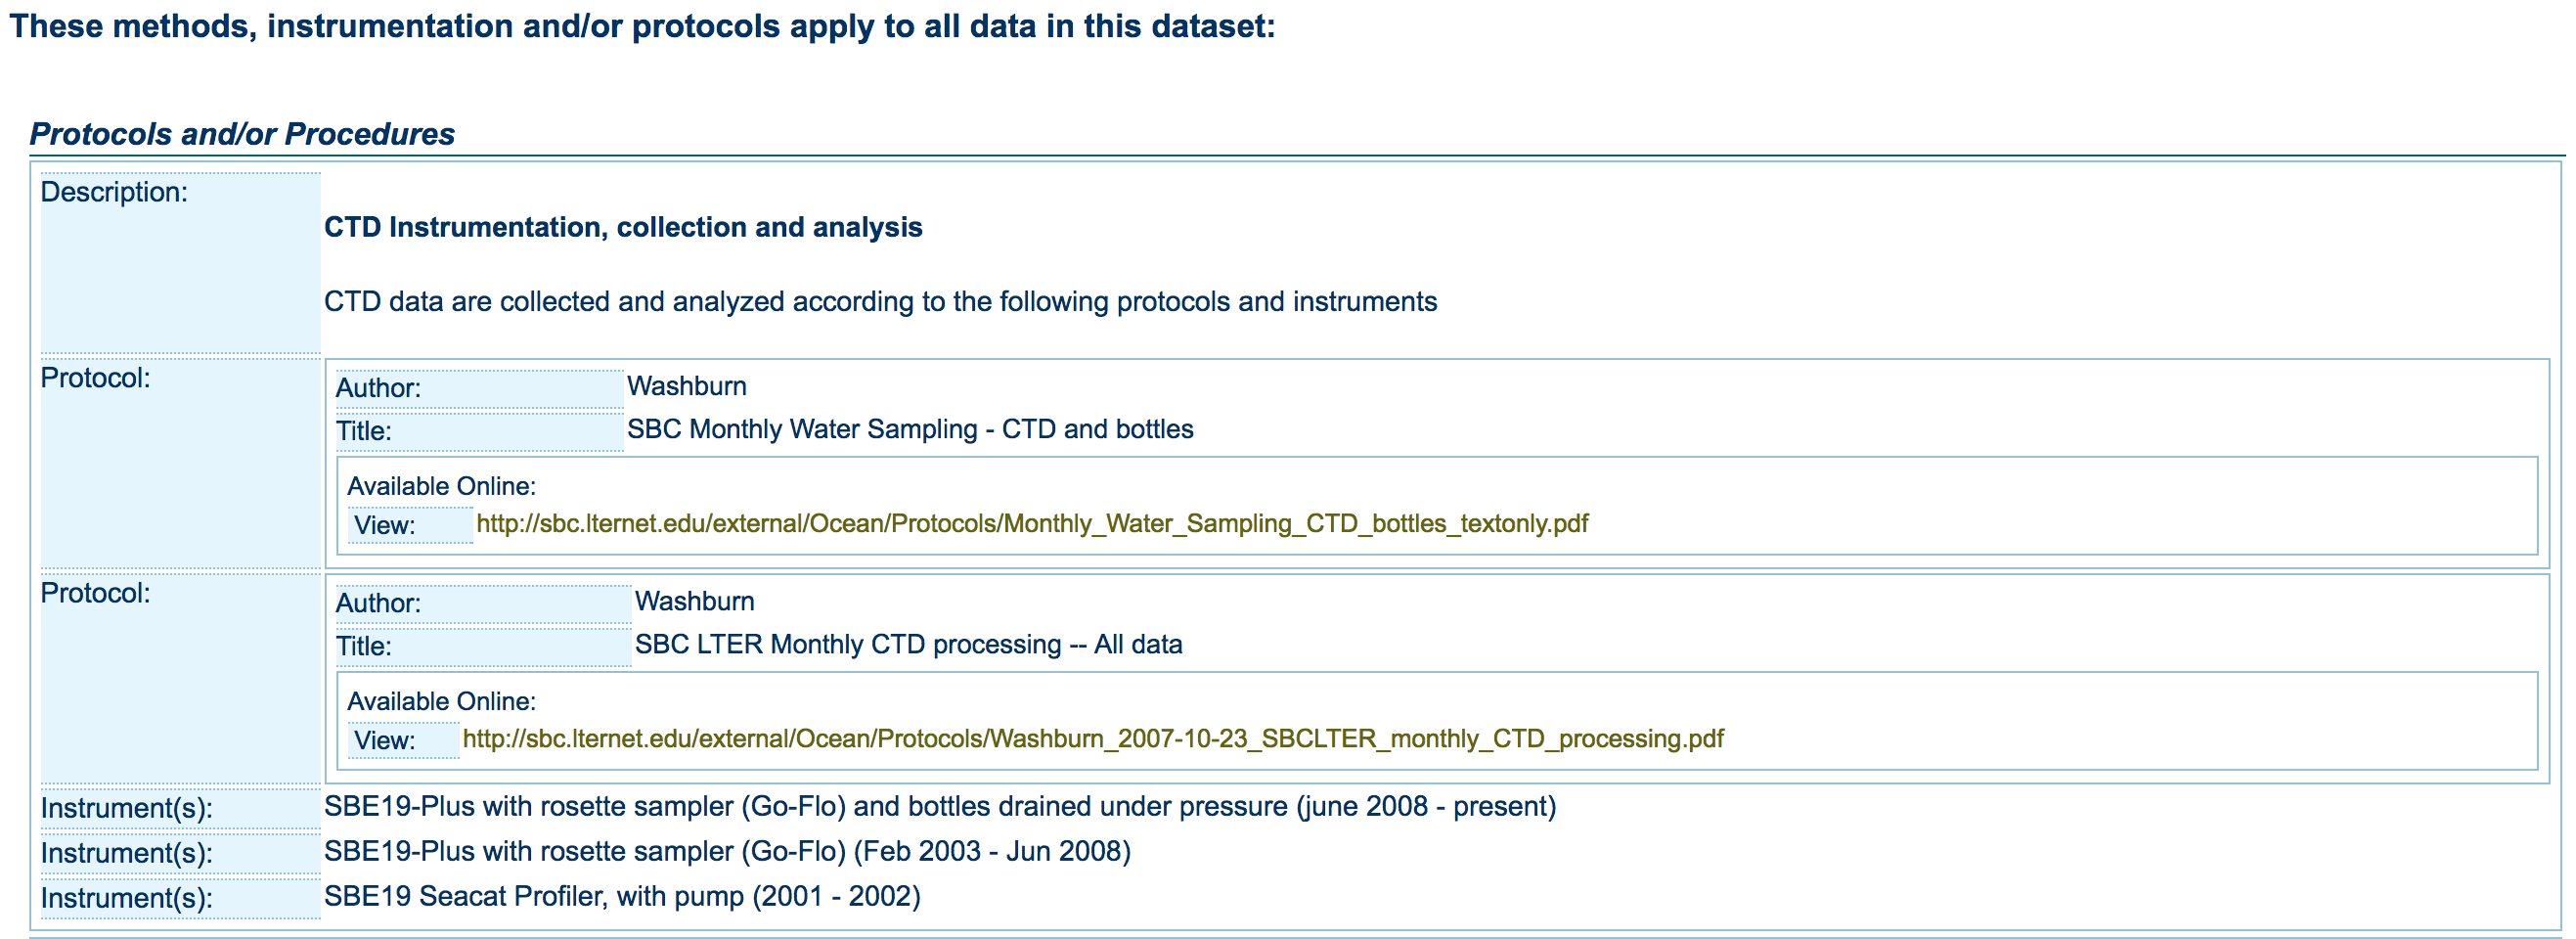 These methods, instrumentation and/or protocols apply to all data in this dataset:
Protocols and/or Procedures
Description:
CTD Instrumentation, collection and analysis
CTD data are collected and analyzed according to the following protocols and instruments
Protocol:
Author: Washburn
Title: SBC Monthly Water Sampling - CTD and bottles
Available Online:
View: http://sbc.lternet.edu/external/Ocean/Protocols/Monthly_Water_Sampling_CTD_bottles_textonly.pdf
Protocol:
Author: Washburn
Title: SBC LTER Monthly CTD processing -- All data
Available Online:
View: http://sbc.lternet.edu/external/Ocean/Protocols/Washburn_2007-10-23_SBCLTER_monthly_CTD_processing.pdf
Instrument(s): SBE19-Plus with rosette sampler (Go-Flo) and bottles drained under pressure (june 2008 - present)
Instrument(s): SBE19-Plus with rosette sampler (Go-Flo) (Feb 2003 - Jun 2008)
Instrument(s): SBE19 Seacat Profiler, with pump (2001 - 2002)